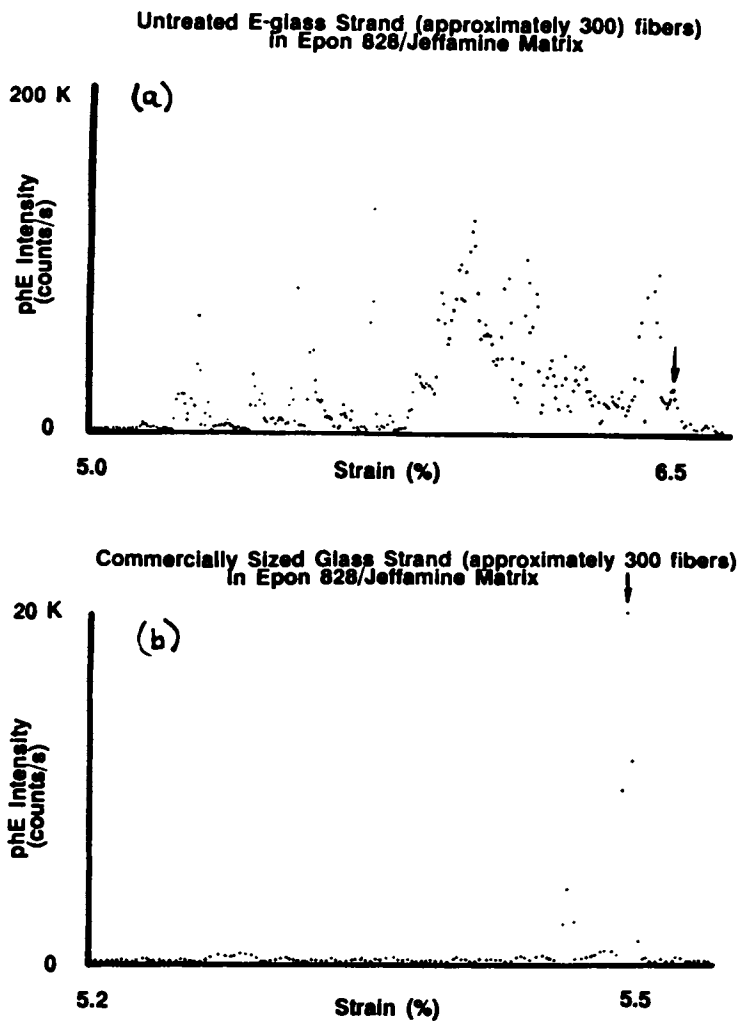 Untreated E-glass Strand (approximately 300) fibers)
in Epon 828/Jeffamine Matrix
200 K
(a)
phE Intensity
(counts/s)
0
5.0
Strain (%)
6.5
Commercially Sized Glass Strand (approximately 300 fibers)
in Epon 828/Jeffamine Matrix
20 K
(b)
phE Intensity
(counts/s)
0
5.2
Strain (%)
5.5